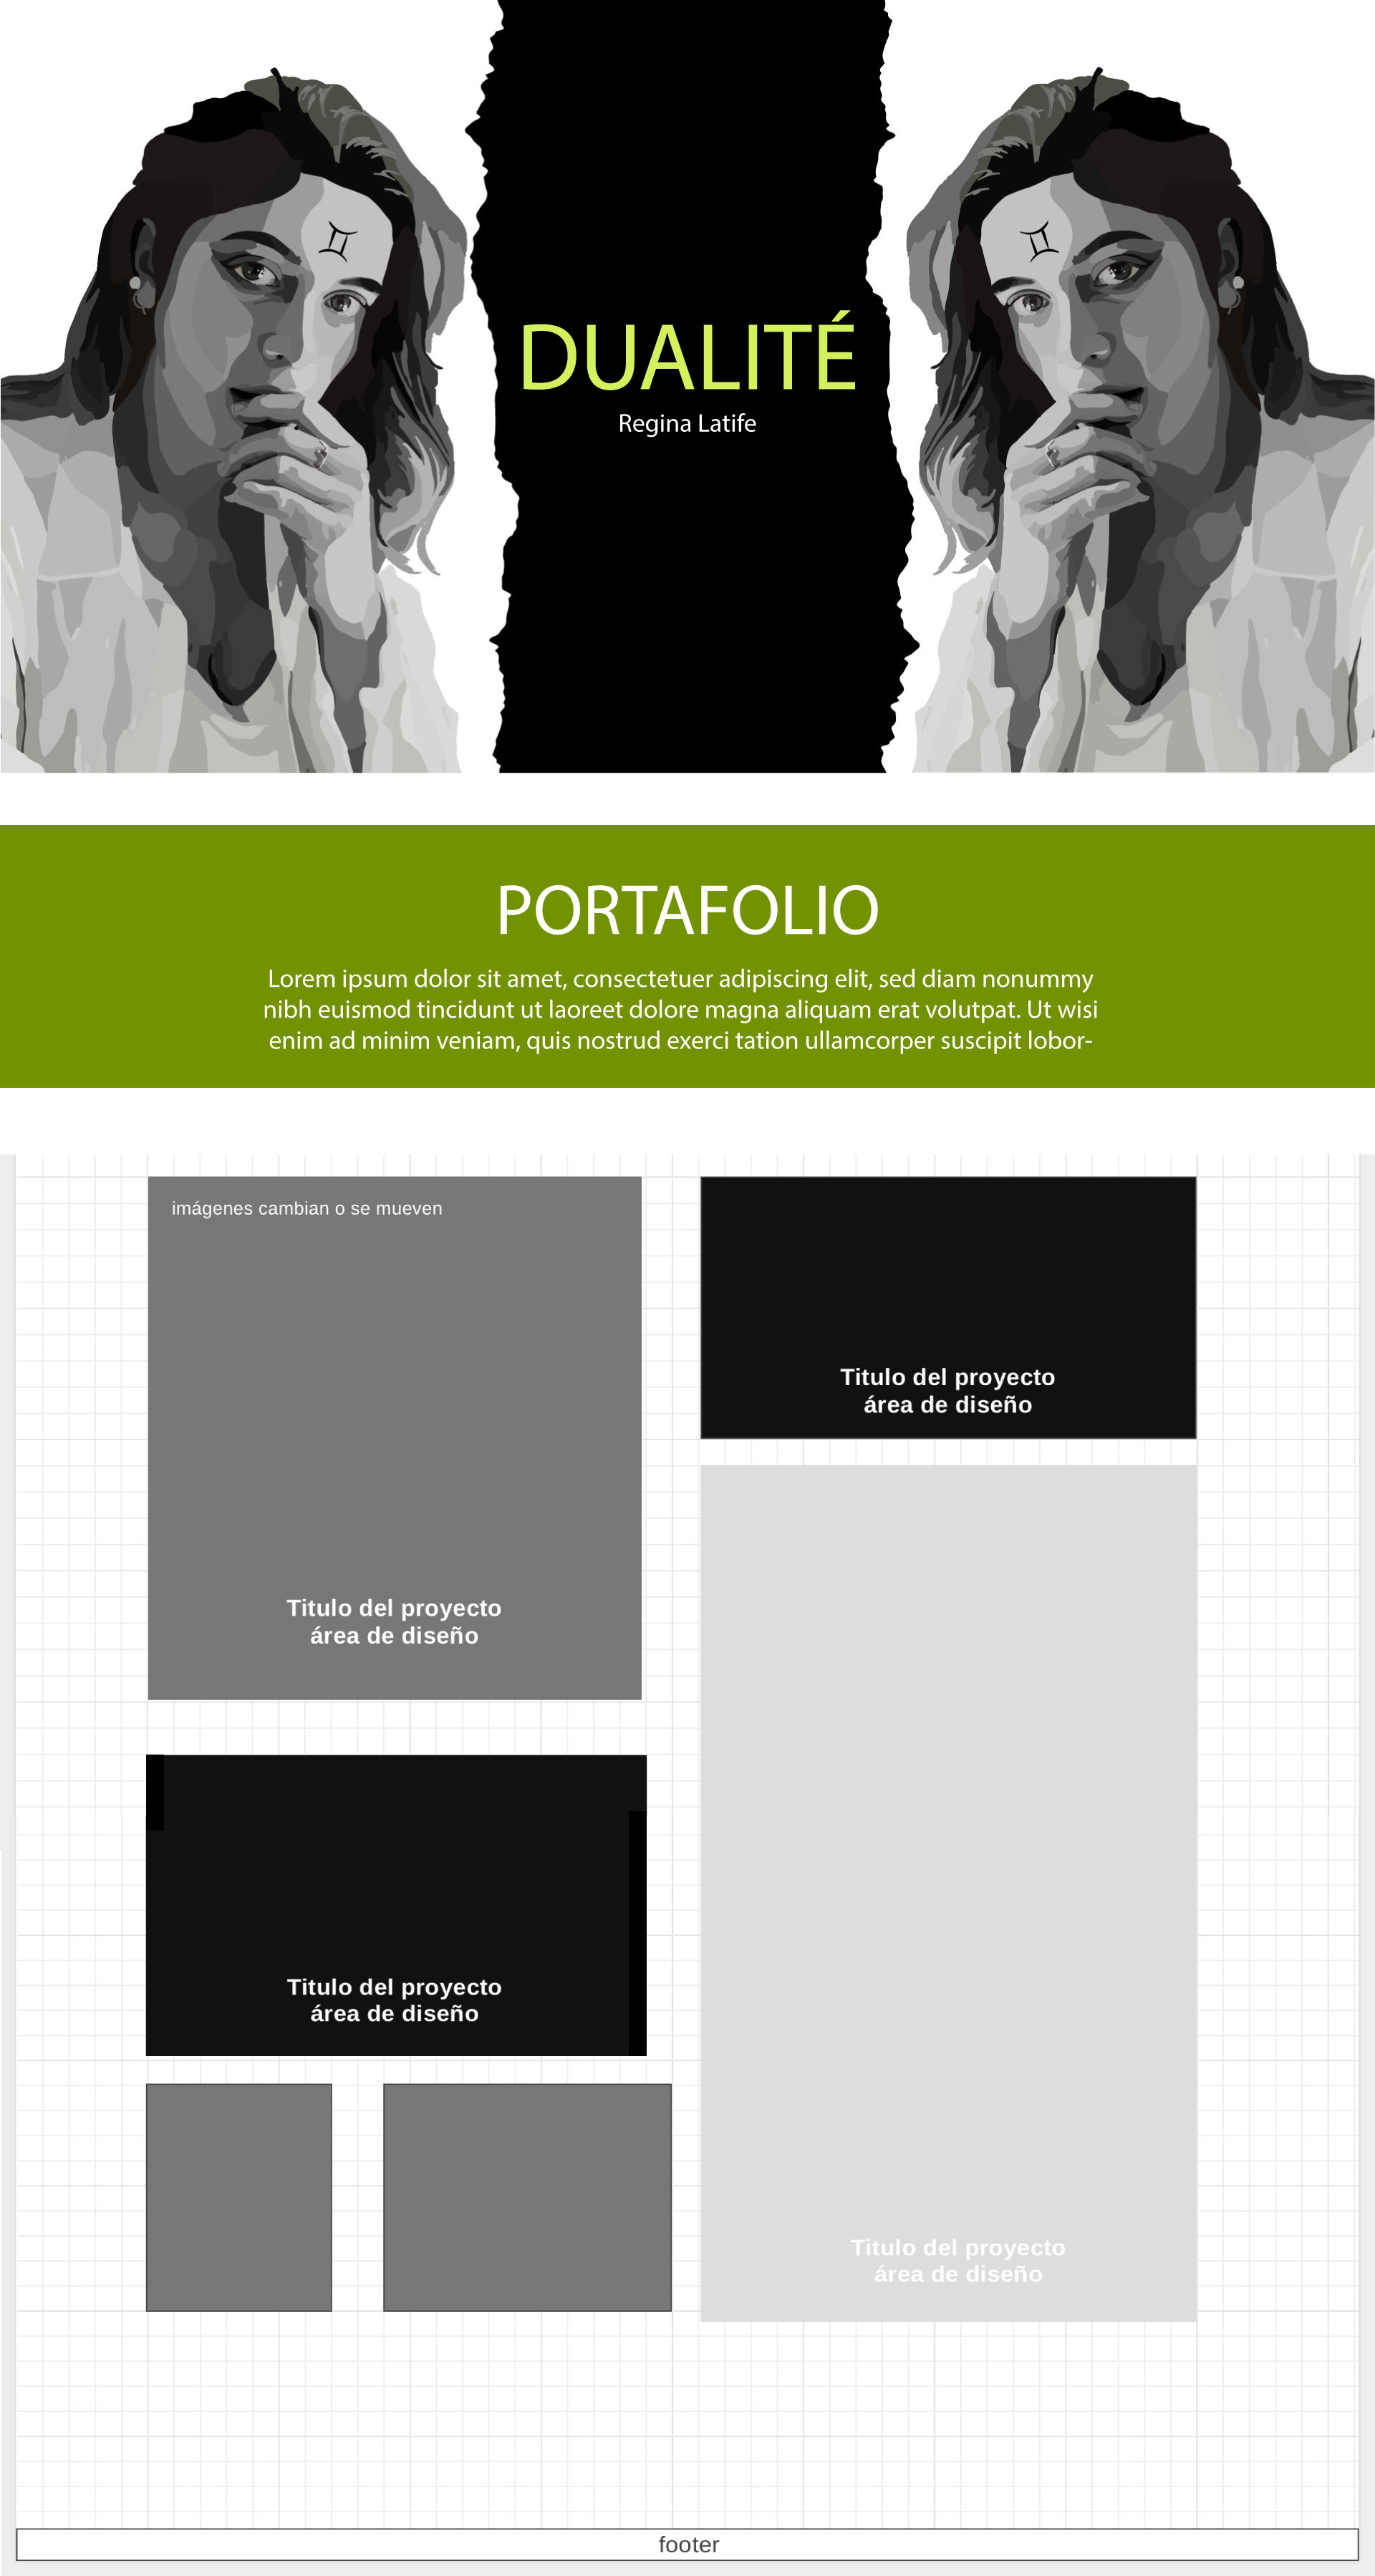 DUALITÉ
Regina Latife
PORTAFOLIO
Lorem ipsum dolor sit amet, consectetuer adipiscing elit, sed diam nonummy
nibh euismod tincidunt ut laoreet dolore magna aliquam erat volutpat. Ut wisi
enim ad minim veniam, quis nostrud exerci tation ullamcorper suscipit lobor-
imágenes cambian o se mueven
Titulo del proyecto
área de diseño
Titulo del proyecto
área de diseño
Titulo del proyecto
área de diseño
Titulo del proyecto
área de diseño
footer